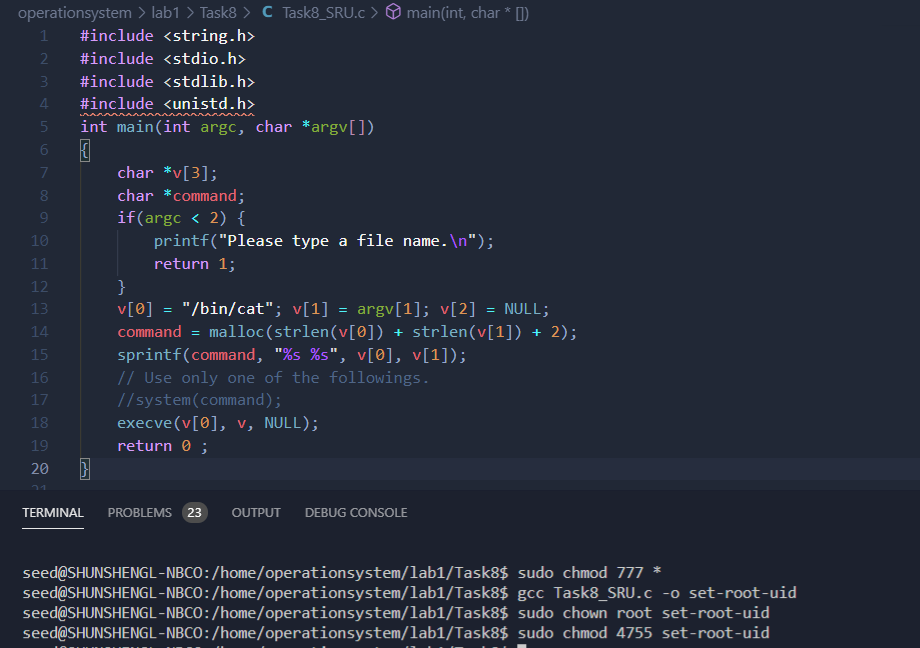 operationsystem > lab1 > Task8 > C Task8_SRU.c > main(int, char * [])
1 #include <string.h>
2 #include <stdio.h>
3 #include <stdlib.h>
4 #include <unistd.h>
5 int main(int argc, char *argv[])
6 {
7 char *v[3];
8 char *command;
9 if(argc < 2) {
10 printf("Please type a file name.\n");
11 return 1;
12 }
13 v[0] = "/bin/cat"; v[1] = argv[1]; v[2] = NULL;
14 command = malloc(strlen(v[0]) + strlen(v[1]) + 2);
15 sprintf(command, "%s %s", v[0], v[1]);
16 // Use only one of the followings.
17 //system(command);
18 execve(v[0], v, NULL);
19 return 0 ;
20 }
21
TERMINAL PROBLEMS 23 OUTPUT DEBUG CONSOLE
seed@SHUNSHENGL-NBCO:/home/operationsystem/lab1/Task8$ sudo chmod 777 *
seed@SHUNSHENGL-NBCO:/home/operationsystem/lab1/Task8$ gcc Task8_SRU.c -o set-root-uid
seed@SHUNSHENGL-NBCO:/home/operationsystem/lab1/Task8$ sudo chown root set-root-uid
seed@SHUNSHENGL-NBCO:/home/operationsystem/lab1/Task8$ sudo chmod 4755 set-root-uid